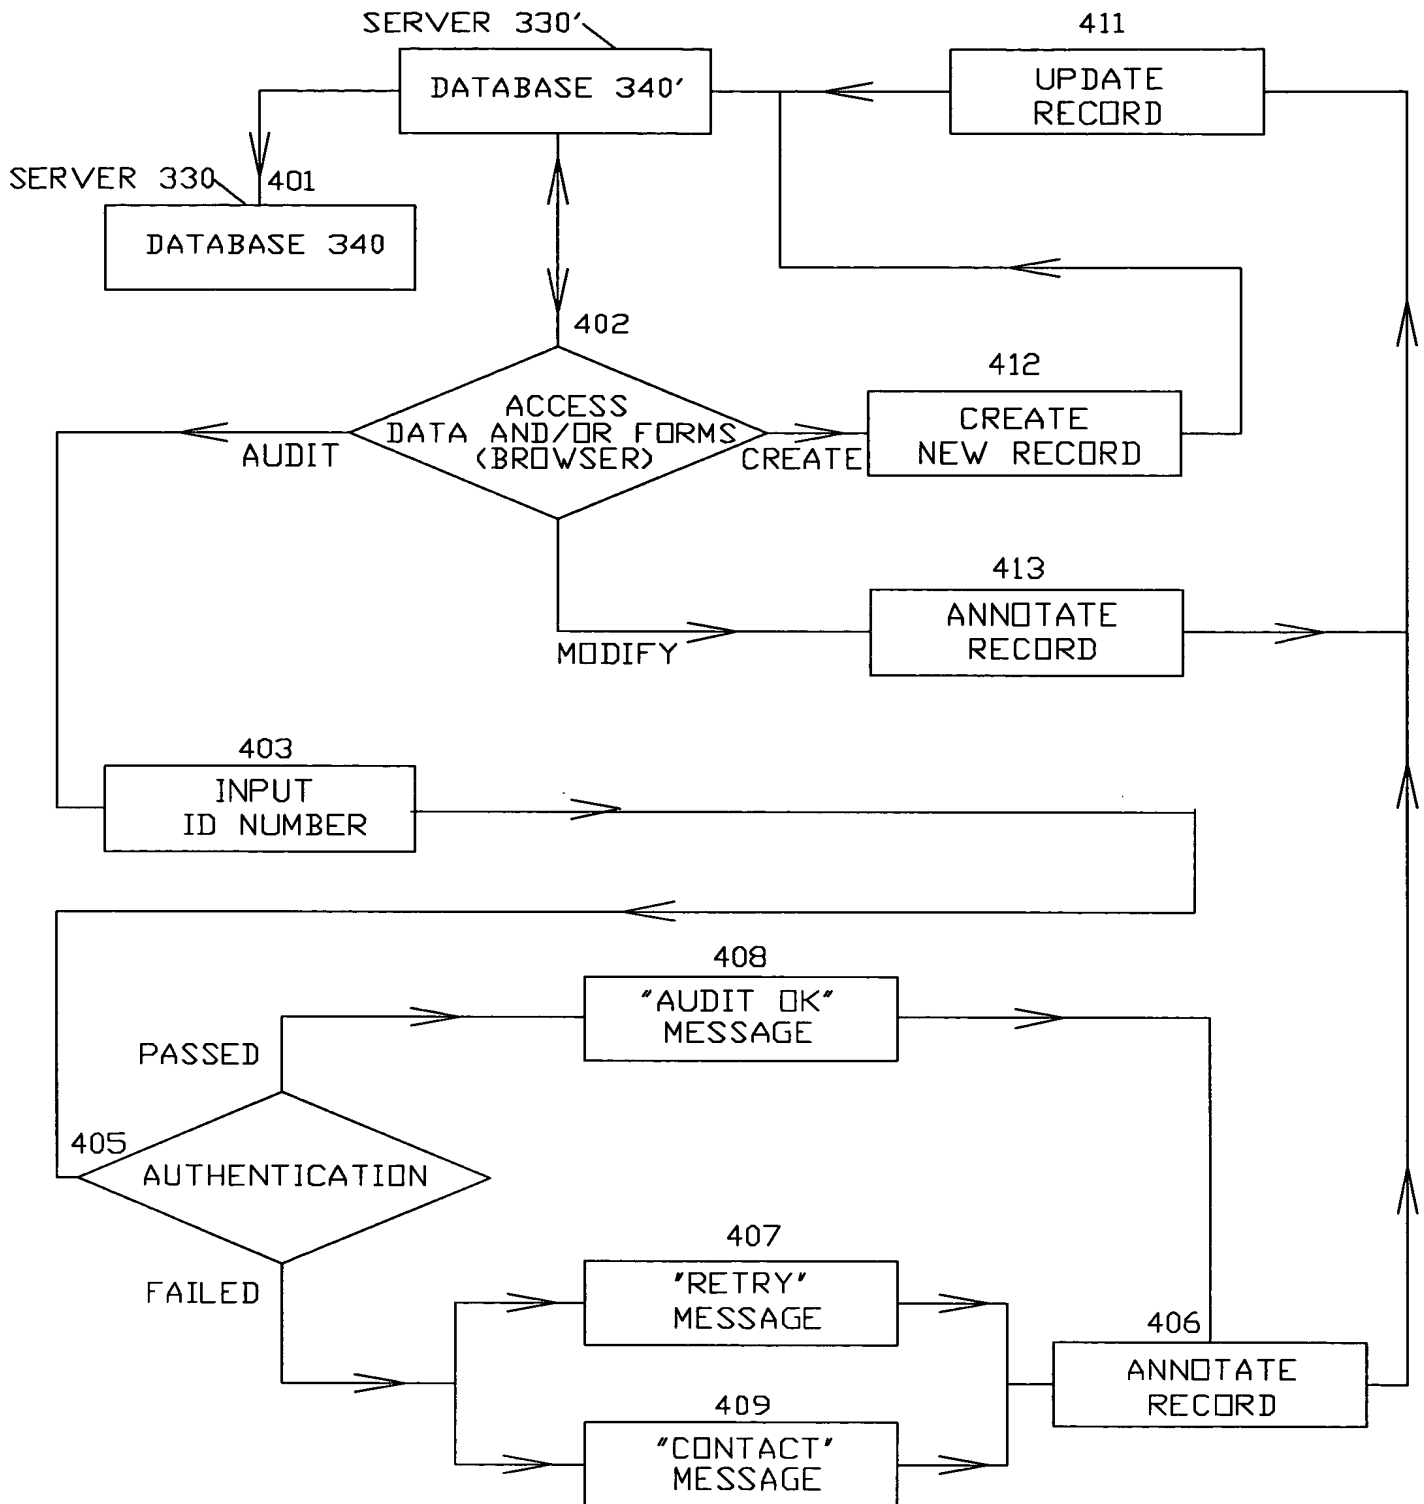 SERVER 330'
DATABASE 340'
411
UPDATE
RECORD
SERVER 330
401
DATABASE 340
402
ACCESS
DATA AND/OR FORMS
(BROWSER)
AUDIT
CREATE
412
CREATE
NEW RECORD
MODIFY
413
ANNOTATE
RECORD
403
INPUT
ID NUMBER
408
"AUDIT OK"
MESSAGE
PASSED
405
AUTHENTICATION
FAILED
407
"RETRY"
MESSAGE
406
ANNOTATE
RECORD
409
"CONTACT"
MESSAGE